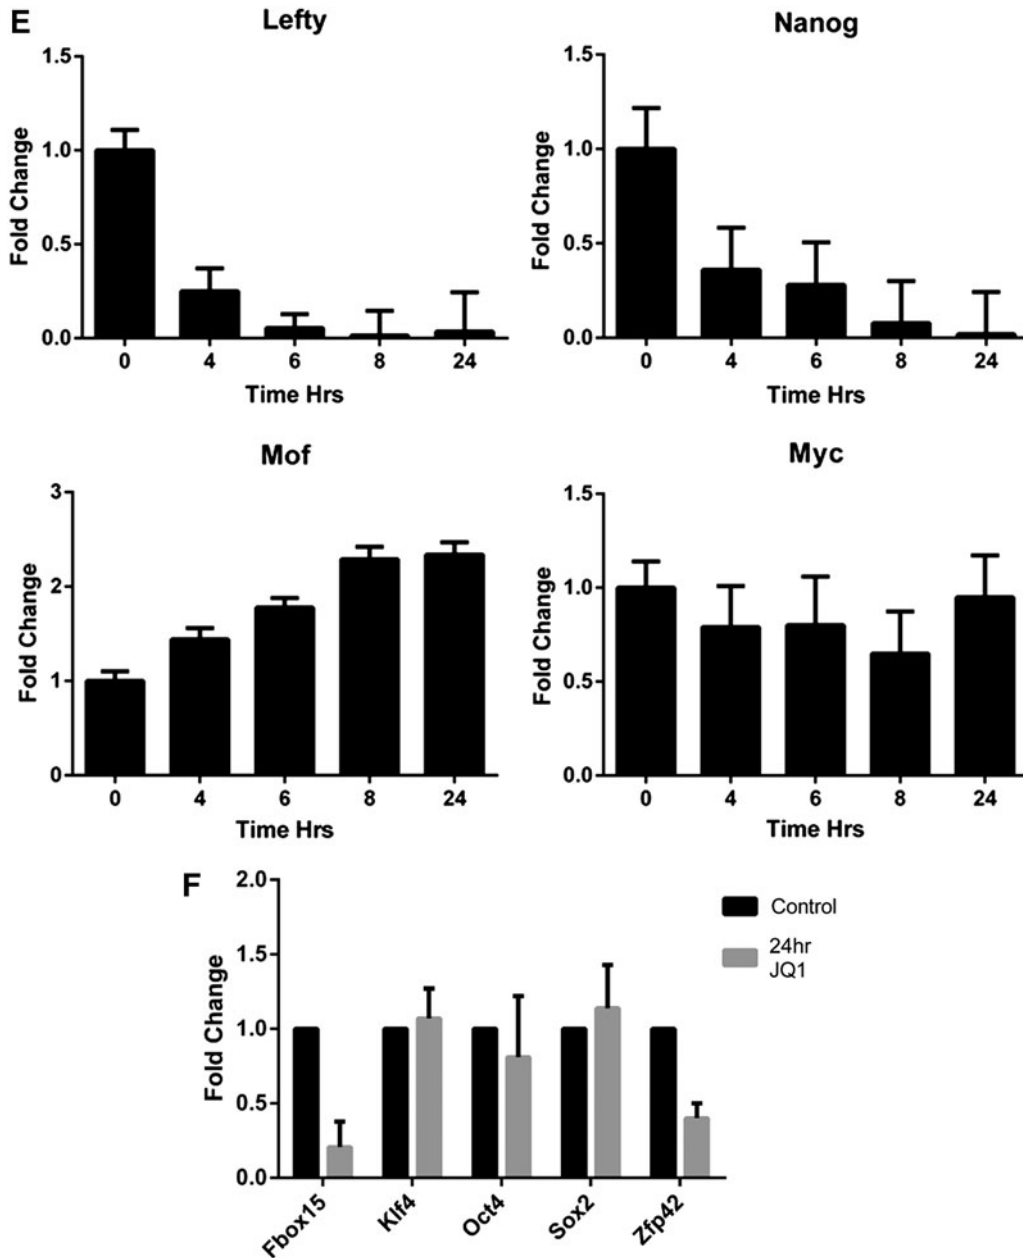 E
Lefty
Fold Change
1.5
1.0
0.5
0.0
0 4 6 8 24
Time Hrs
Nanog
Fold Change
1.5
1.0
0.5
0.0
0 4 6 8 24
Time Hrs
Mof
Fold Change
3
2
1
0
0 4 6 8 24
Time Hrs
Myc
Fold Change
1.5
1.0
0.5
0.0
0 4 6 8 24
Time Hrs
F
Fold Change
2.0
1.5
1.0
0.5
0.0
Fbox15 Klf4 Oct4 Sox2 Zfp42
Control
24hr
JQ1